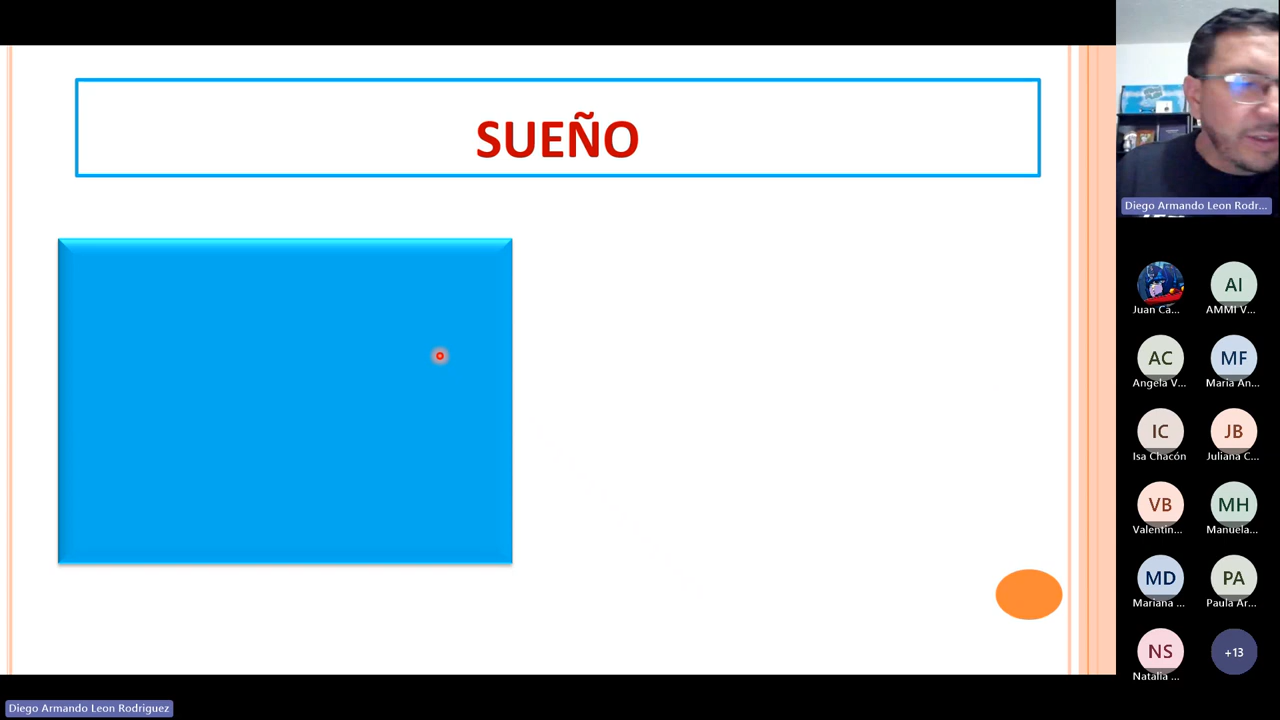 SUEÑO
Diego Armando Leon Rodr...
Juan Ca...
AI
AMMI V...
AC
Angela V...
MF
Maria An...
IC
Isa Chacón
JB
Juliana C...
VB
Valentin...
MH
Manuela...
MD
Mariana ...
PA
Paula Ar...
NS
Natalia ...
+13
Diego Armando Leon Rodriguez